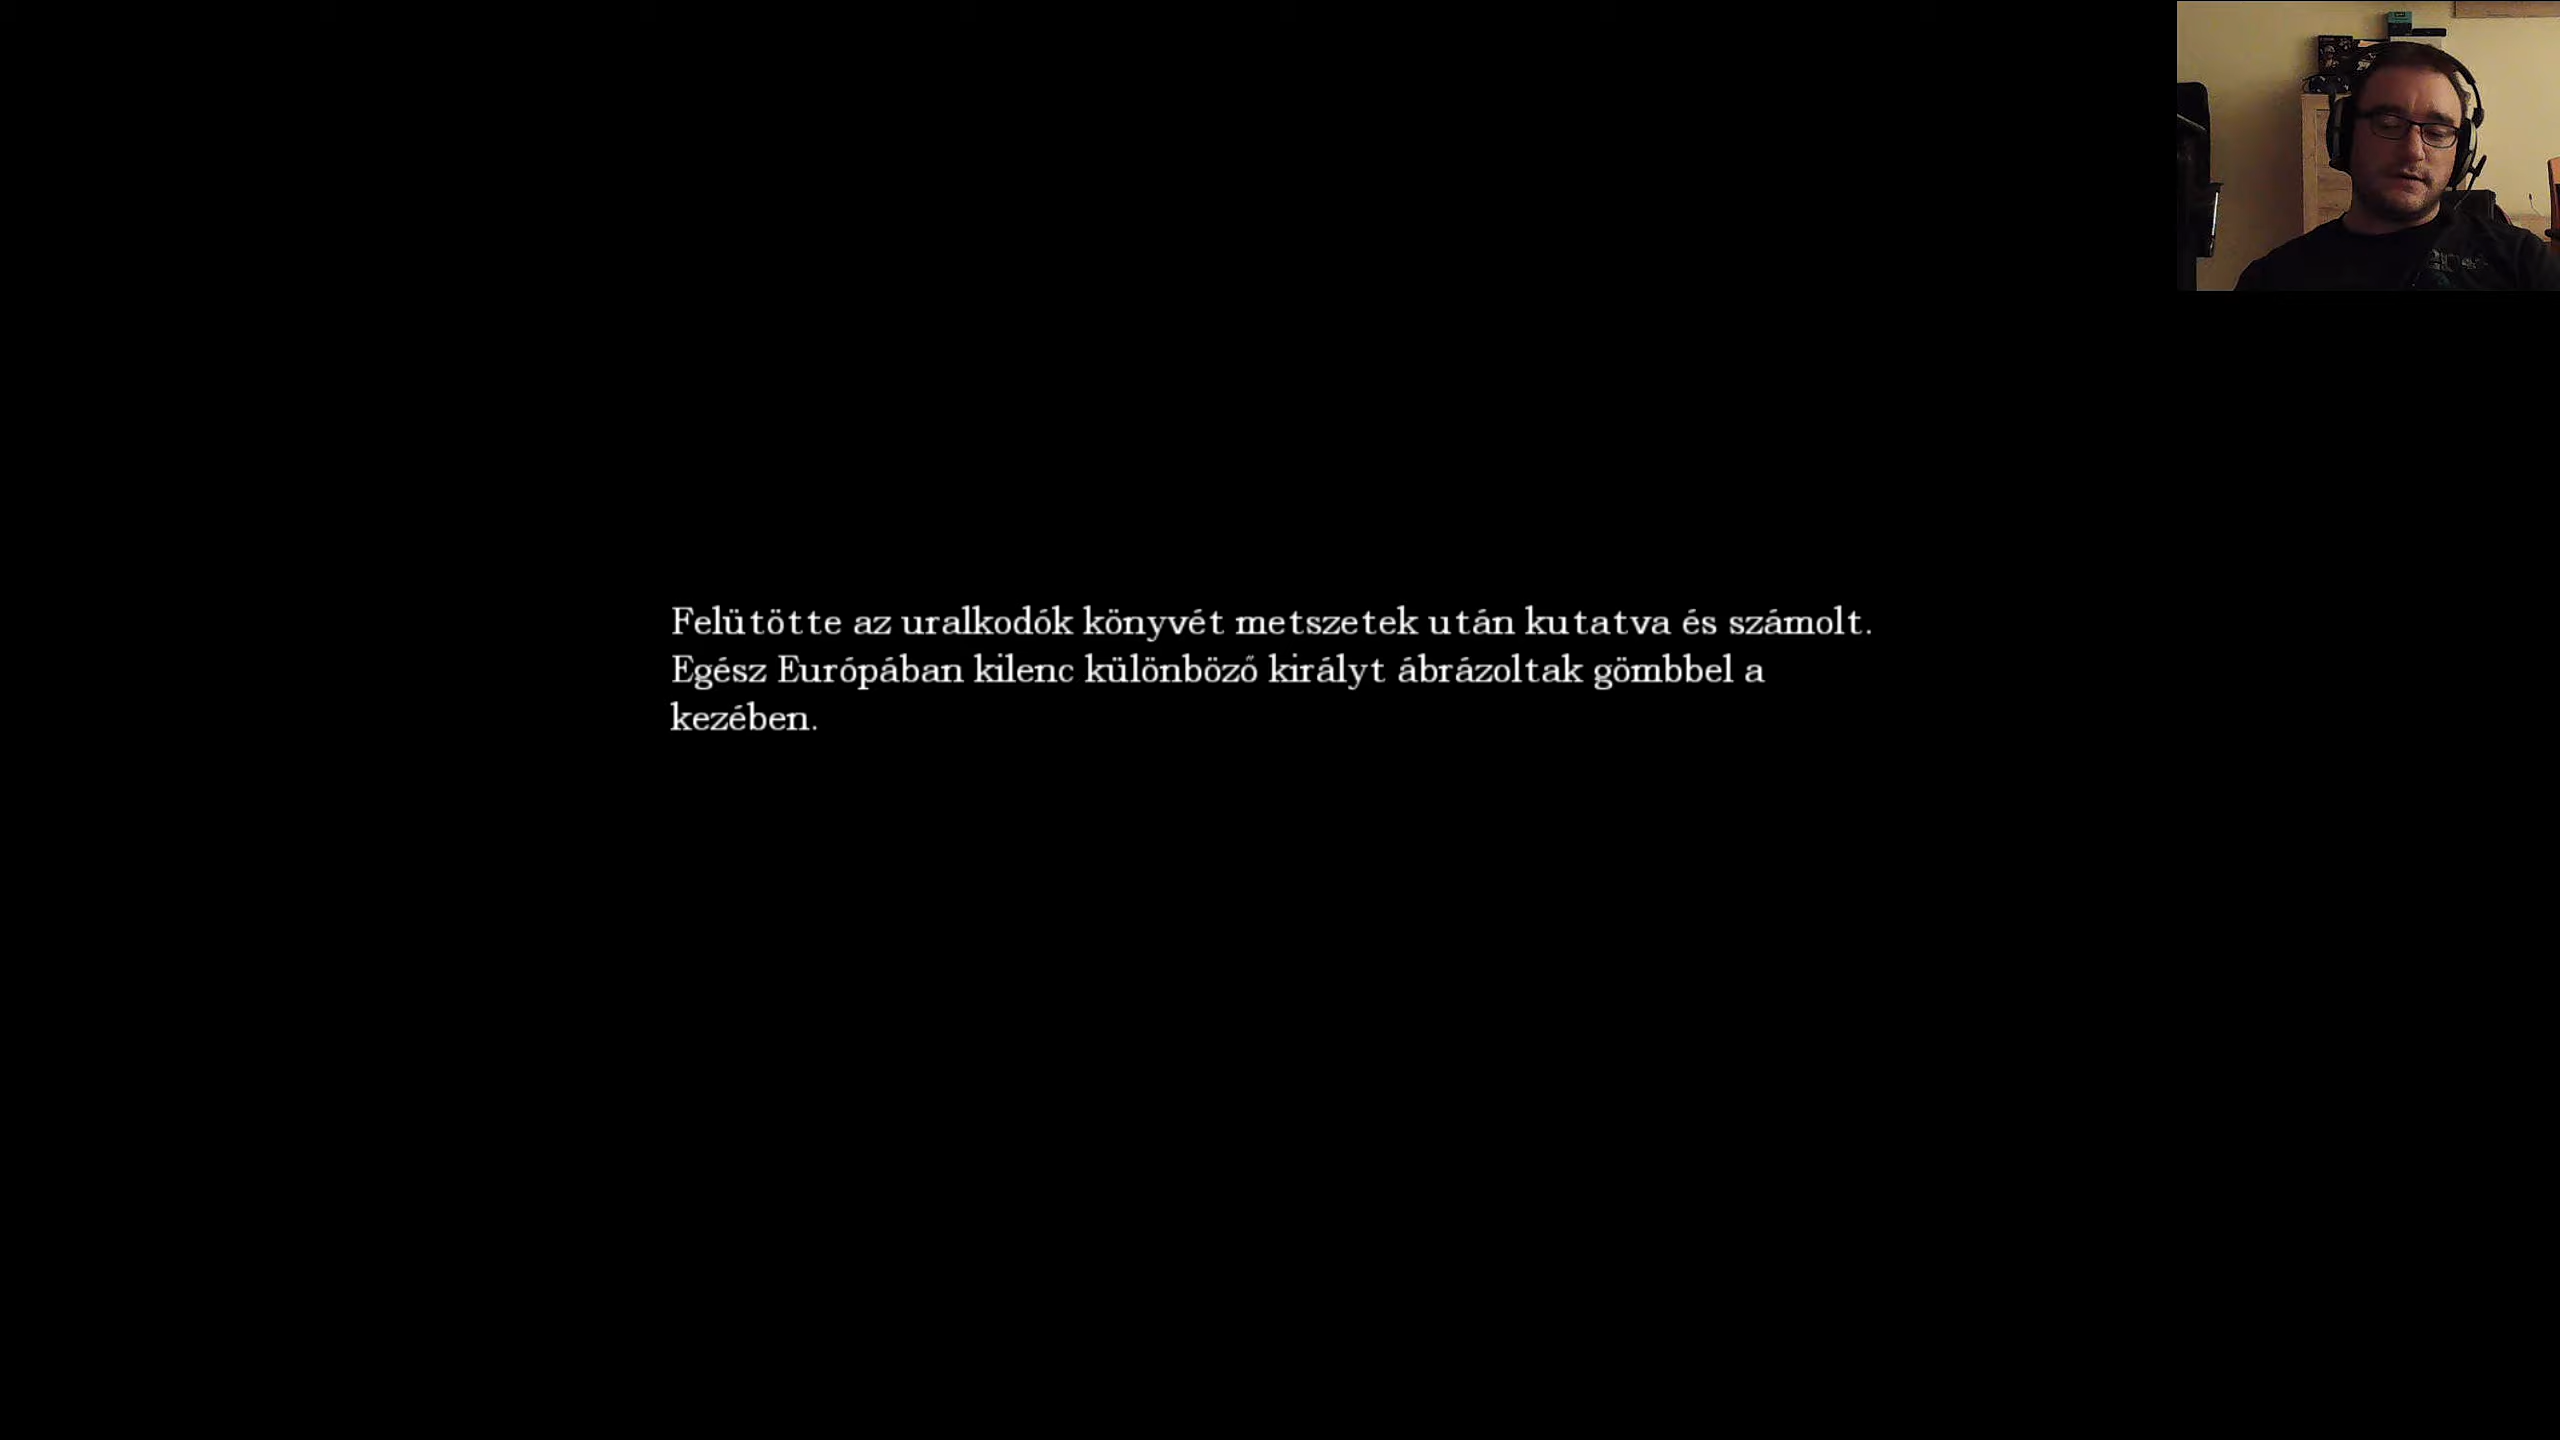 Felütötte az uralkodók könyvét metszetek után kutatva és számolt.
Egész Európában kilenc különböző királyt ábrázoltak gömbbel a
kezében.